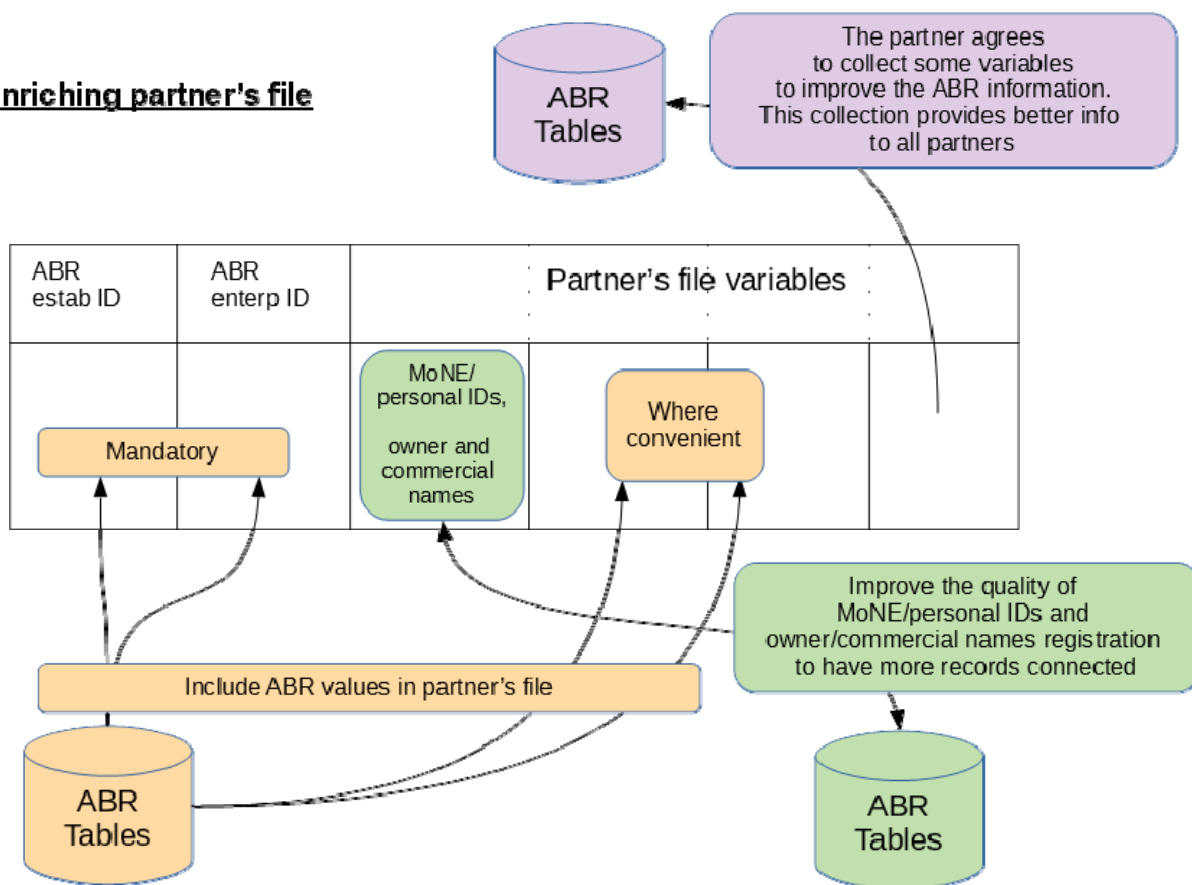 nriching partner's file
ABR
Tables
The partner agrees
to collect some variables
to improve the ABR information.
This collection provides better info
to all partners
ABR
estab ID
ABR
enterp ID
Partner's file variables
Mandatory
MoNE/
personal IDs,
owner and
commercial
names
Where
convenient
Include ABR values in partner's file
Improve the quality of
MoNE/personal IDs and
owner/commercial names registration
to have more records connected
ABR
Tables
ABR
Tables